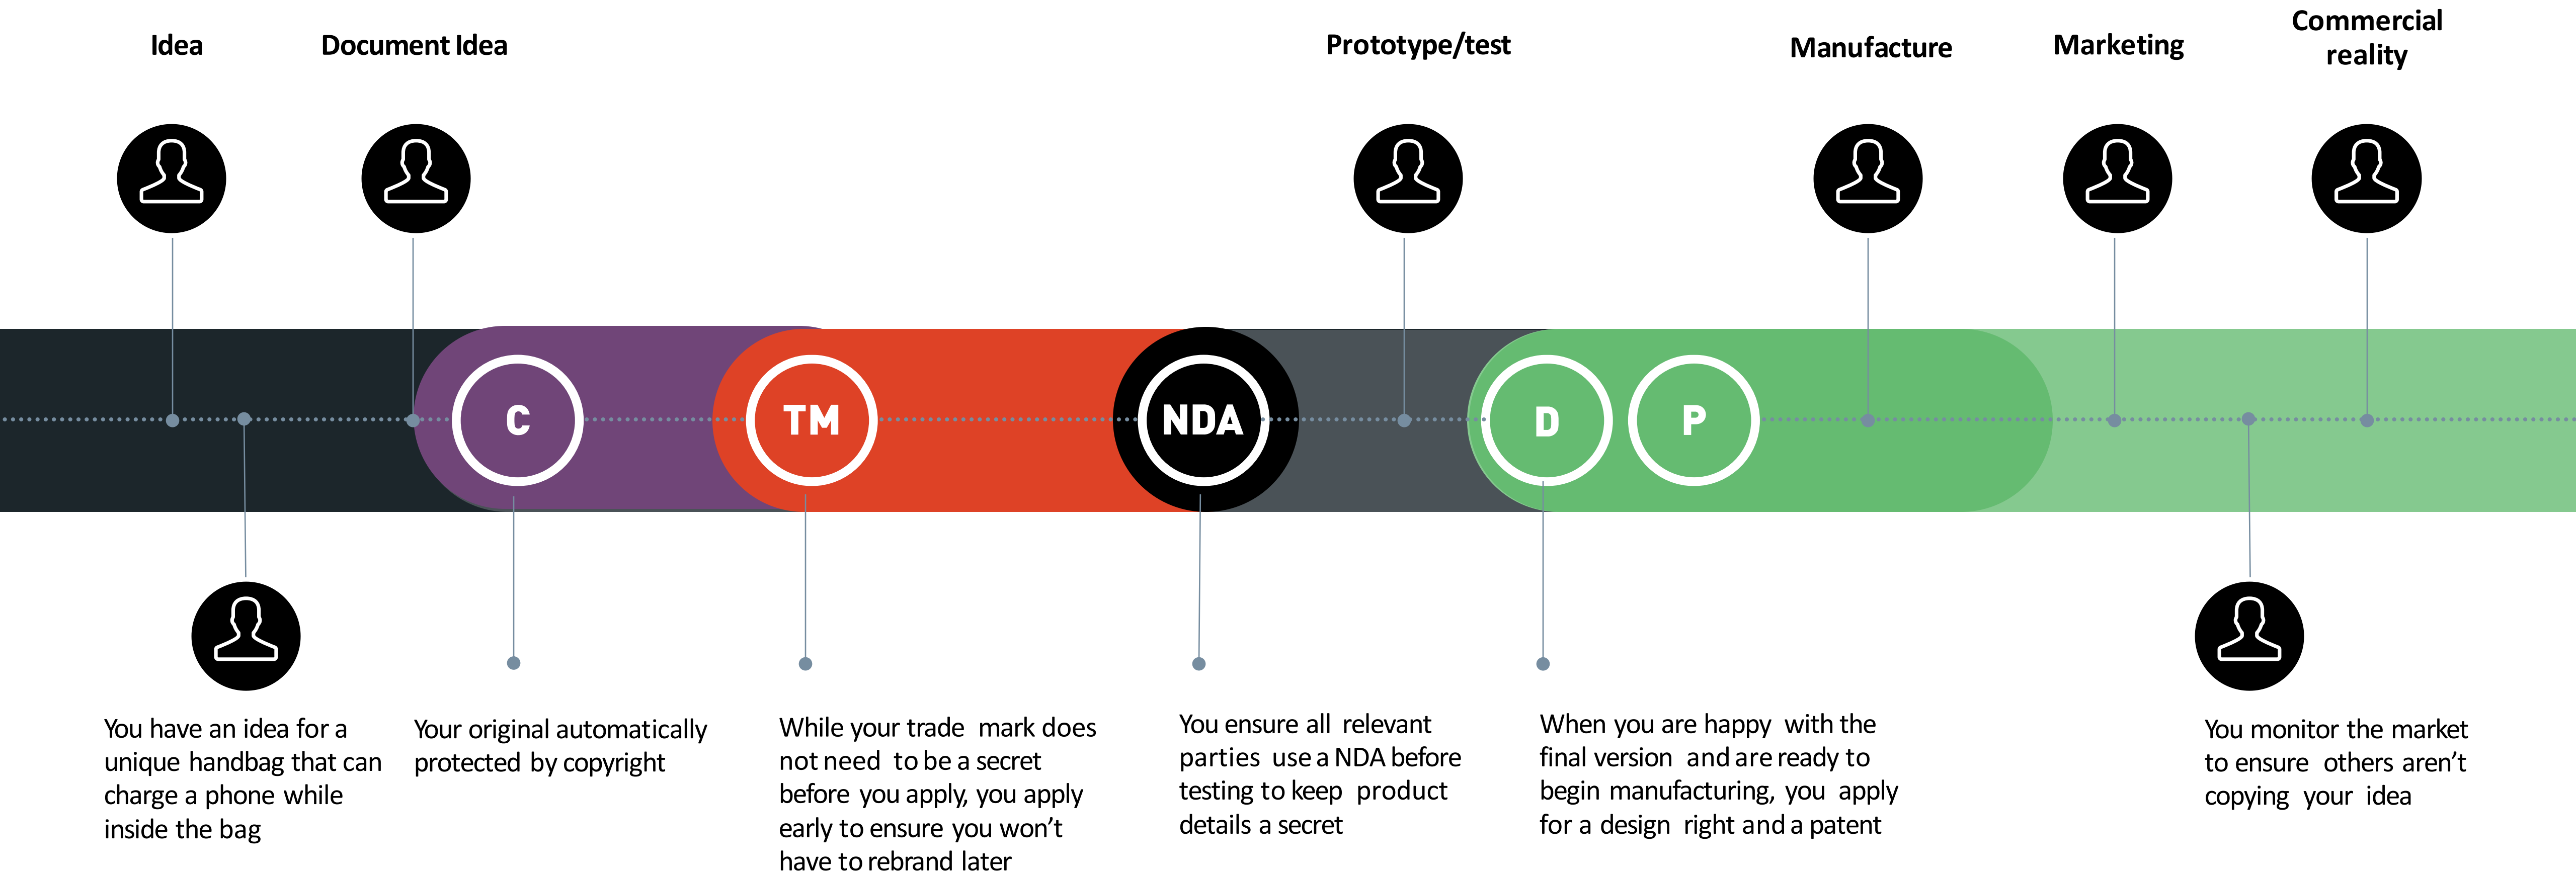 Idea
Document Idea
Prototype/test
Manufacture
Marketing
Commercial
reality
C
TM
NDA
D
P
You have an idea for a
unique handbag that can
charge a phone while
inside the bag
Your original automatically
protected by copyright
While your trade mark does
not need to be a secret
before you apply, you apply
early to ensure you won't
have to rebrand later
You ensure all relevant
parties use a NDA before
testing to keep product
details a secret
When you are happy with the
final version and are ready to
begin manufacturing, you apply
for a design right and a patent
You monitor the market
to ensure others aren't
copying your idea